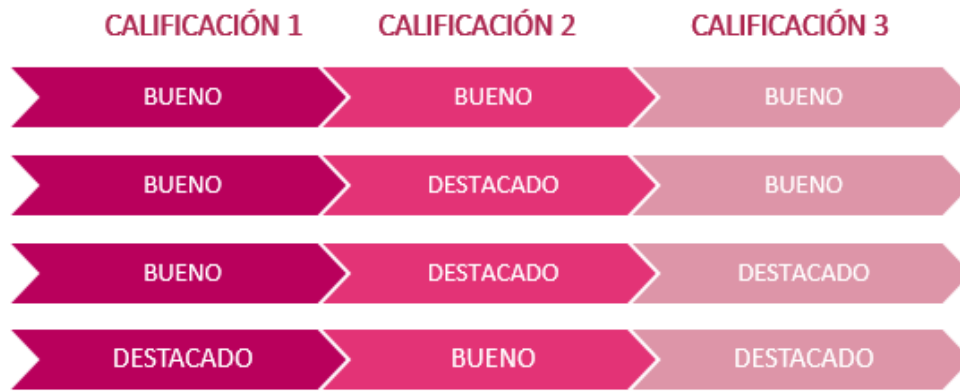 CALIFICACIÓN 1 CALIFICACIÓN 2 CALIFICACIÓN 3
BUENO BUENO BUENO
BUENO DESTACADO BUENO
BUENO DESTACADO DESTACADO
DESTACADO BUENO DESTACADO